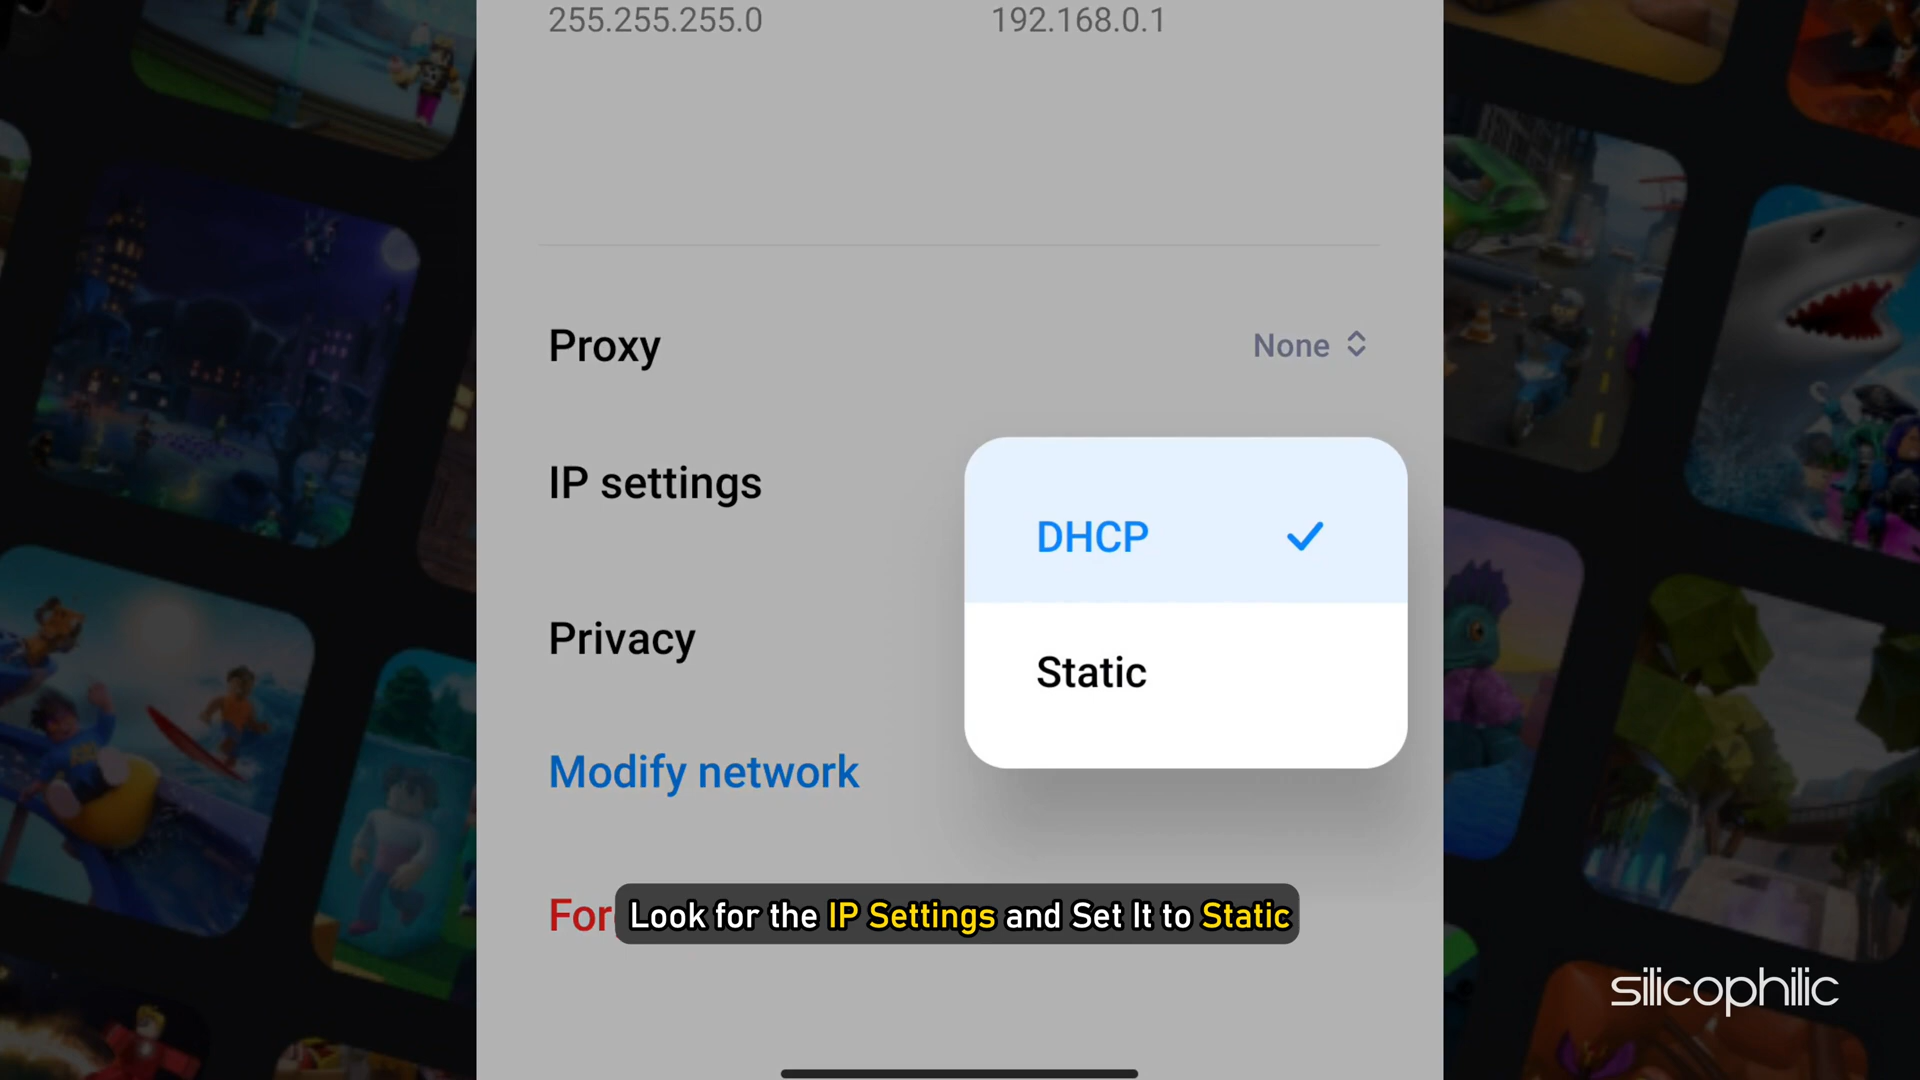 255.255.255.0 192.168.0.1
Proxy None
IP settings
DHCP
Privacy
Static
Modify network
For
Look for the IP Settings and Set It to Static
silicophilic